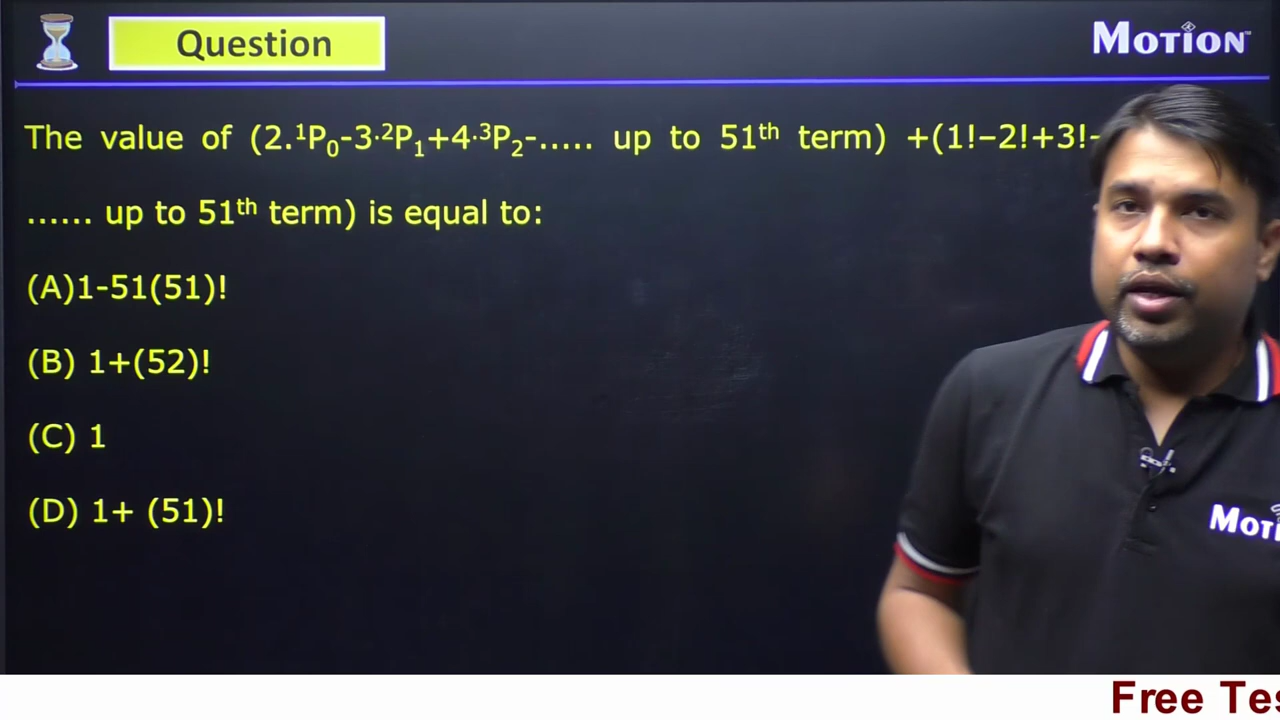 Question
MOTION
The value of (2.¹P₀-3.²P₁+4.³P₂-..... up to 51ᵗʰ term) +(1!–2!+3!-
...... up to 51ᵗʰ term) is equal to:
(A)1-51(51)!
(B) 1+(52)!
(C) 1
(D) 1+ (51)!
Free